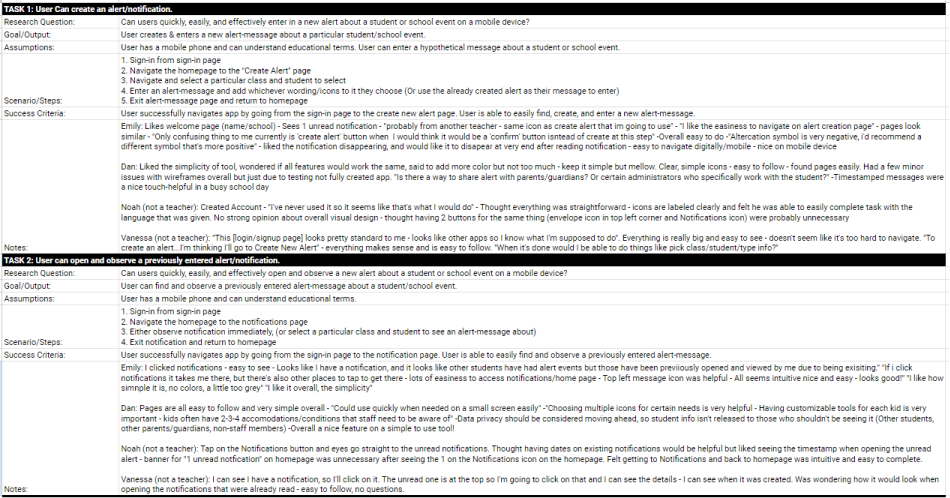 TASK 1: User Can create an alert/notification.
Research Question: Can users quickly, easily, and effectively enter in a new alert about a student or school event on a mobile device?
Goal/Output: User creates & enters a new alert-message about a particular student/school event.
Assumptions: User has a mobile phone and can understand educational terms. User can enter a hypothetical message about a student or school event.
1. Sign-in from sign-in page
2. Navigate the homepage to the "Create Alert" page
3. Navigate and select a particular class and student to select
4. Enter an alert-message and add whichever wording/icons to it they choose (Or use the already created alert as their message to enter)
Scenario/Steps: 5. Exit alert-message page and return to homepage
Success Criteria: User successfully navigates app by going from the sign-in page to the create new alert page. User is able to easily find, create, and enter a new alert-message.
Emily: Likes welcome page (name/school) - Sees 1 unread notification - "probably from another teacher - same icon as create alert that im going to use" - "I like the easiness to navigate on alert creation page" - pages look
similar - "Only confusing thing to me currently is 'create alert' button when I would think it would be a 'confirm' button isntead of create at this step" -Overall easy to do -"Altercation symbol is very negative, i'd recommend a
different symbol that's more positive" - liked the notification disappearing, and would like it to disapear at very end after reading notification - easy to navigate digitally/mobile - nice on mobile device
Dan: Liked the simplicity of tool, wondered if all features would work the same, said to add more color but not too much - keep it simple but mellow. Clear, simple icons - easy to follow - found pages easily. Had a few minor
issues with wireframes overall but just due to testing not fully created app. "Is there a way to share alert with parents/guardians? Or certain administrators who specifically work with the student?" -Timestamped messages were
a nice touch-helpful in a busy school day
Noah (not a teacher): Created Account - "I've never used it so it seems like that's what I would do" - Thought everything was straightforward - icons are labeled clearly and felt he was able to easily complete task with the
language that was given. No strong opinion about overall visual design - thought having 2 buttons for the same thing (envelope icon in top left corner and Notifications icon) were probably unnecessary
Vanessa (not a teacher): "This [login/signup page] looks pretty standard to me - looks like other apps so I know what I'm supposed to do". Everything is really big and easy to see - doesn't seem like it's too hard to navigate. "To
Notes: create an alert...I'm thinking I'll go to Create New Alert" - everything makes sense and is easy to follow. "When it's done would I be able to do things like pick class/student/type info?"
TASK 2: User can open and observe a previously entered alert/notification.
Research Question: Can users quickly, easily, and effectively open and observe a new alert about a student or school event on a mobile device?
Goal/Output: User can find and observe a previously entered alert-message about a student/school event.
Assumptions: User has a mobile phone and can understand educational terms.
1. Sign-in from sign-in page
2. Navigate the homepage to the notifications page
3. Either observe notification immediately, (or select a particular class and student to see an alert-message about)
Scenario/Steps: 4. Exit notification and return to homepage
Success Criteria: User successfully navigates app by going from the sign-in page to the notification page. User is able to easily find and observe a previously entered alert-message.
Emily: I clicked notifications - easy to see - Looks like I have a notification, and it looks like other students have had alert events but those have been previiously opened and viewed by me due to being exisiting." "If i click
notifications it takes me there, but there's also other places to tap to get there - lots of easiness to access notifications/home page - Top left message icon was helpful - All seems intuitive nice and easy - looks good!" "I like how
simnple it is, no colors, a little too grey" "I like it overall, the simplicity"
Dan: Pages are all easy to follow and very simple overall - "Could use quickly when needed on a small screen easily" -"Choosing multiple icons for certain needs is very helpful - Having customizable tools for each kid is very
important - kids often have 2-3-4 accomodations/conditions that staff need to be aware of" -Data privacy should be considered moving ahead, so student info isn't released to those who shouldn't be seeing it (Other students,
other parents/guardians, non-staff members) -Overall a nice feature on a simple to use tool!
Noah (not a teacher): Tap on the Notifications button and eyes go straight to the unread notifications. Thought having dates on existing notifications would be helpful but liked seeing the timestamp when opening the unread
alert - banner for "1 unread notfication" on homepage was unnecessary after seeing the 1 on the Notifications icon on the homepage. Felt getting to Notifications and back to homepage was intuitive and easy to complete.
Vanessa (not a teacher): I can see I have a notification, so I'll click on it. The unread one is at the top so I'm going to click on that and I can see the details - I can see when it was created. Was wondering how it would look when
Notes: opening the notifications that were already read - easy to follow, no questions.